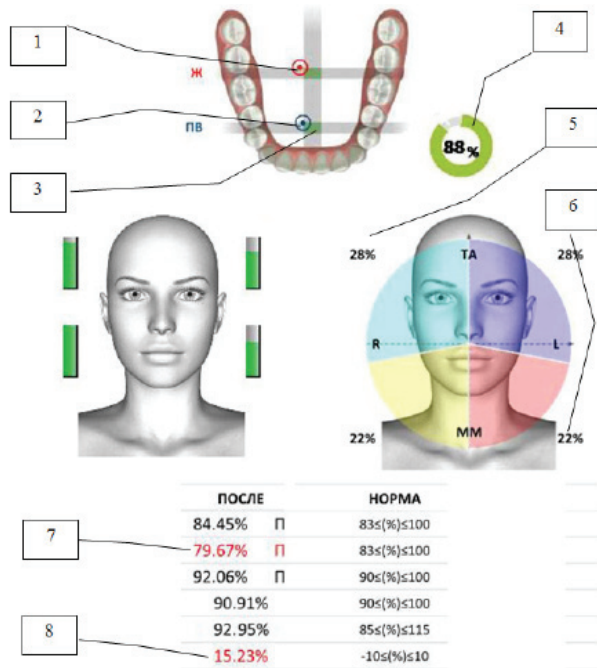 1
4
Ж
2
ПВ
5
88%
3
6
28%
TA
28%
R
L
22%
MM
22%
ПОСЛЕ НОРМА
84.45% П 83≤(%)≤100
7
79.67% П 83≤(%)≤100
92.06% П 90≤(%)≤100
90.91% 90≤(%)≤100
8
92.95% 85≤(%)≤115
15.23% -10≤(%)≤10